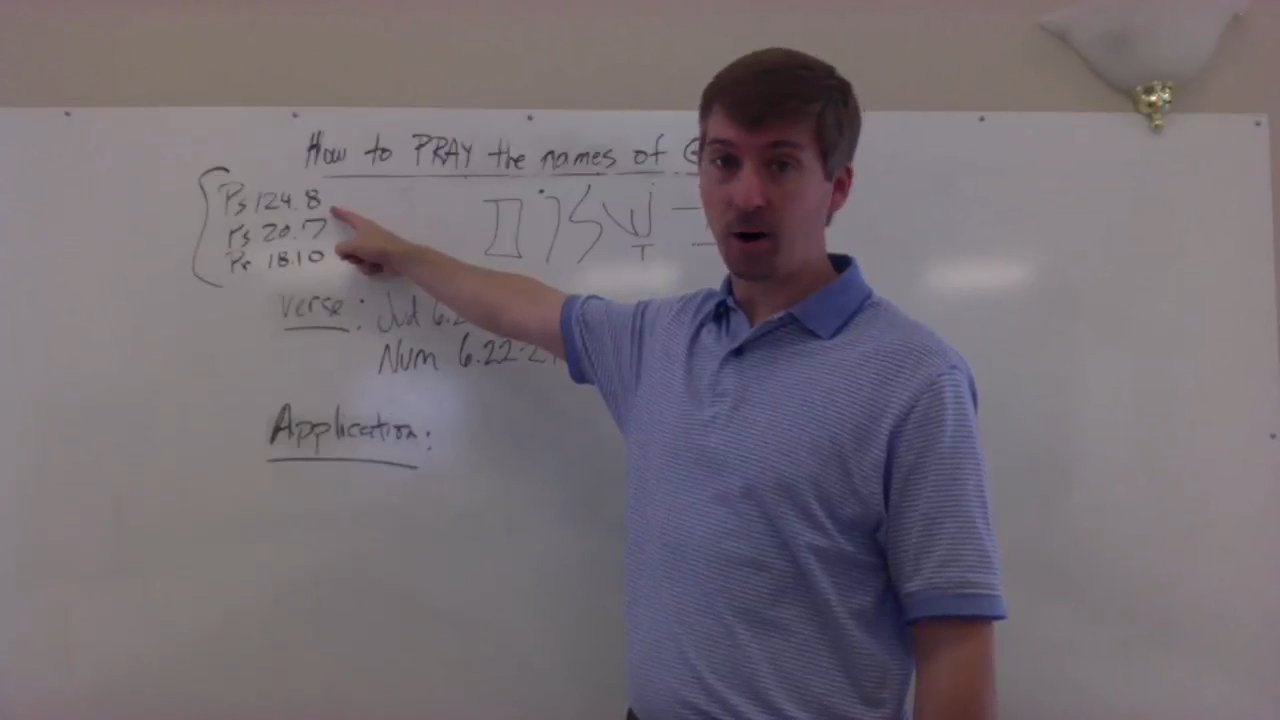 How to PRAY the names of
Ps 124.8
Ps 20.7
Pr 18.10
verse: Jud 6.2
Num 6.22-2
Application: